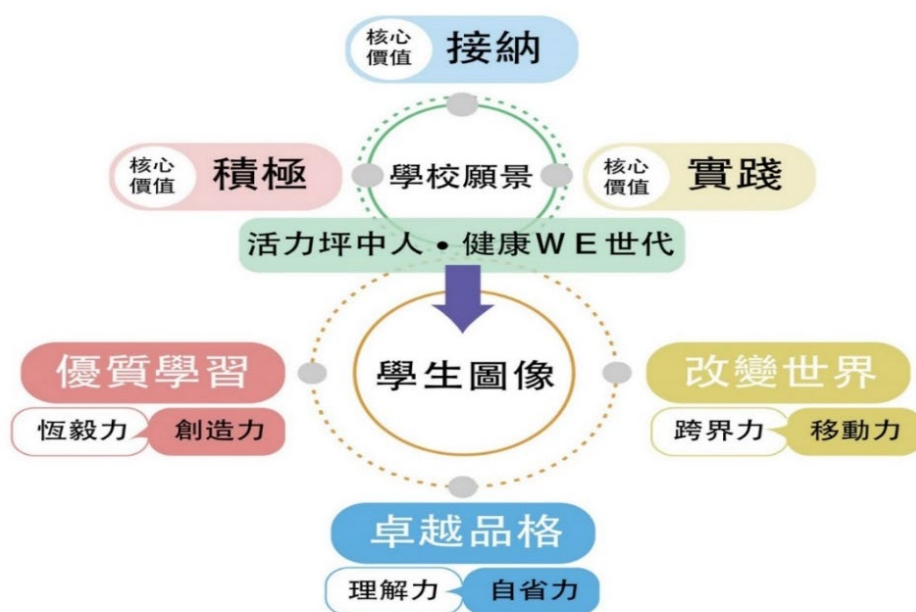 核心
價值
接納
核心
價值
積極
學校願景
核心
價值
實踐
活力坪中人•健康WE世代
優質學習
學生圖像
改變世界
恆毅力 創造力
跨界力 移動力
卓越品格
理解力 自省力